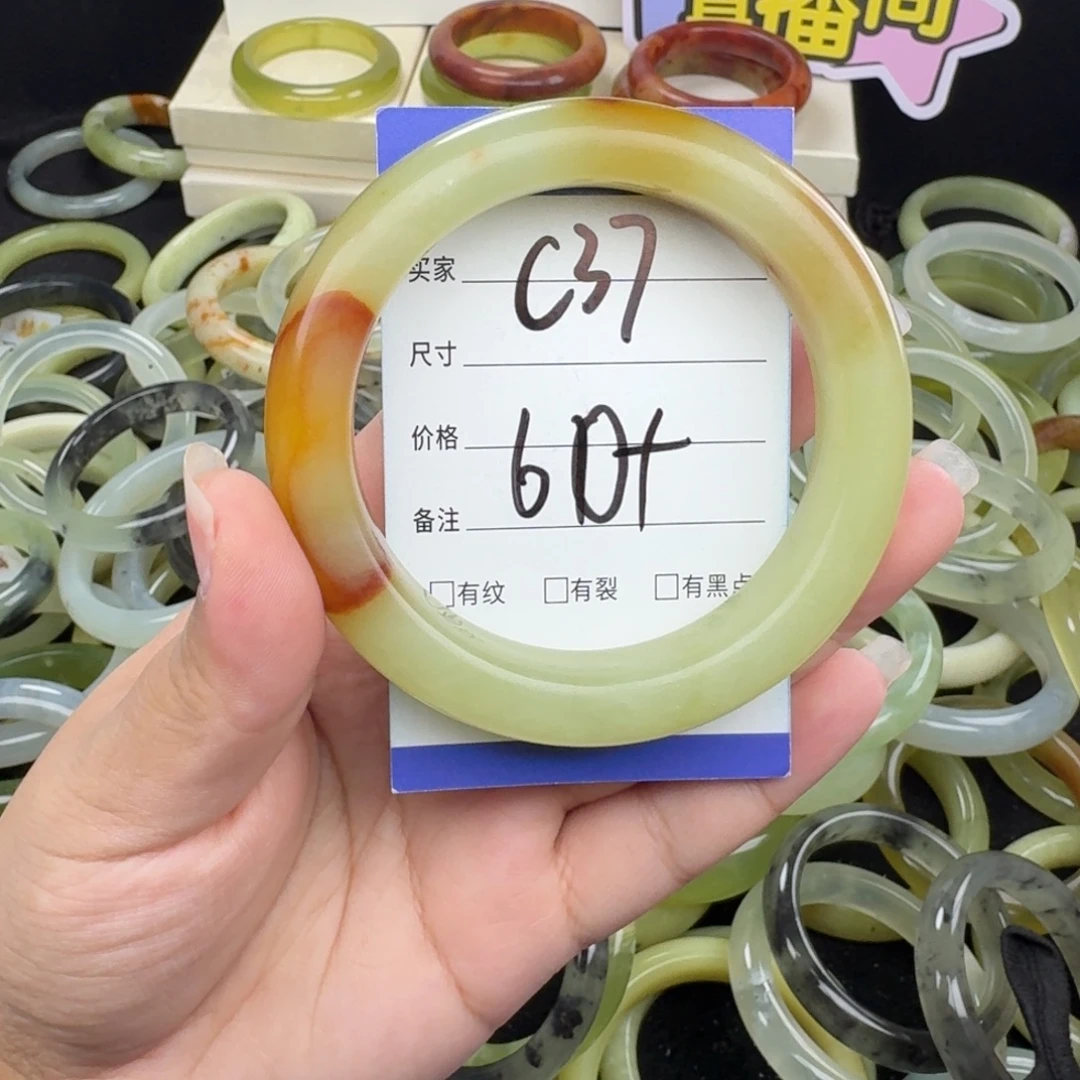 直播间
买家 C37
尺寸
价格 60+
备注
□有纹 □有裂 □有黑点